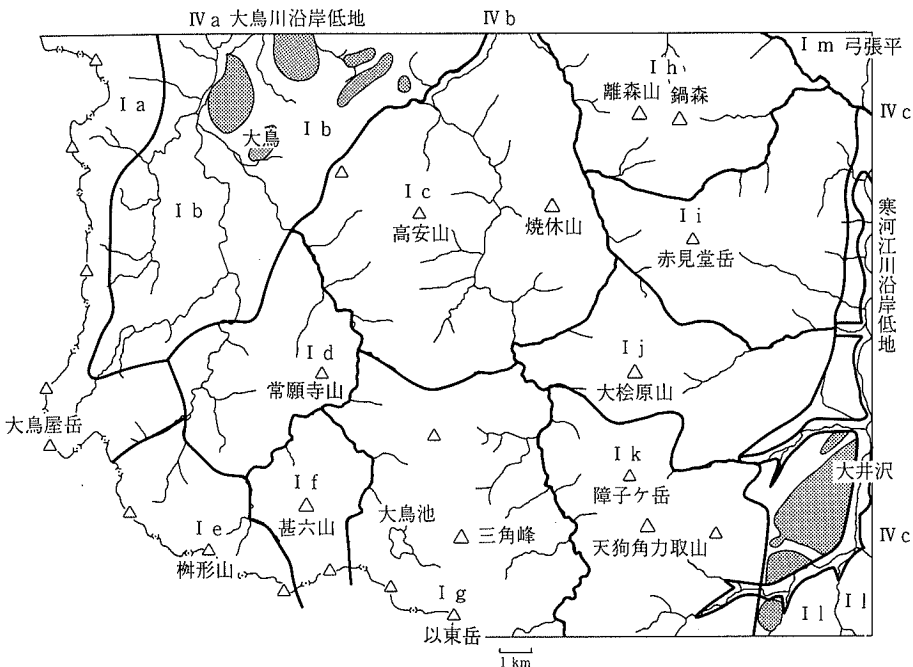 Ⅳa 大鳥川沿岸低地
Ⅳb
Ⅰm 弓張平
Ⅰa
Ⅰh
離森山
鍋森
Ⅳc
大鳥
Ⅰb
Ⅰb
Ⅰc
高安山
焼休山
Ⅰi
赤見堂岳
寒河江川沿岸低地
Ⅰd
常願寺山
Ⅰj
大桧原山
大鳥屋岳
Ⅰk
障子ケ岳
大井沢
Ⅰf
甚六山
大鳥池
三角峰
天狗角力取山
Ⅳc
Ⅰe
桝形山
Ⅰg
以東岳
Ⅰl
Ⅰl
1km